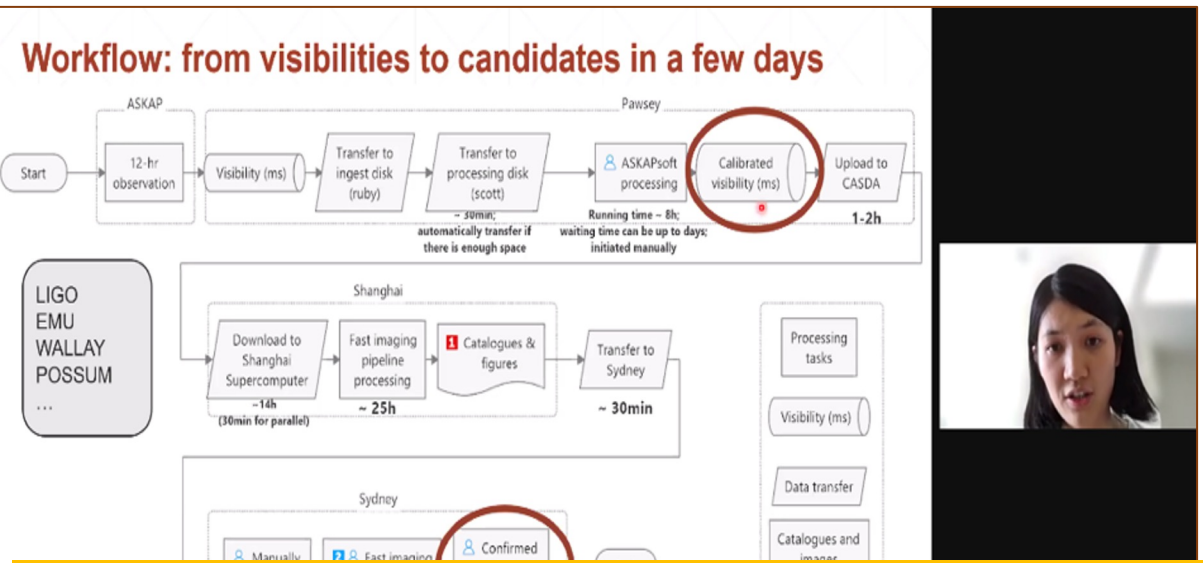 Workflow: from visibilities to candidates in a few days
ASKAP
Pawsey
Start
12-hr
observation
Visibility (ms)
Transfer to
ingest disk
(ruby)
Transfer to
processing disk
(scott)
~ 30min;
automatically transfer if
there is enough space
ASKAPsoft
processing
Running time ~ 8h;
waiting time can be up to days;
initiated manually
Calibrated
visibility (ms)
Upload to
CASDA
1-2h
LIGO
EMU
WALLAY
POSSUM
...
Shanghai
Download to
Shanghai
Supercomputer
~14h
(30min for parallel)
Fast imaging
pipeline
processing
~ 25h
1 Catalogues &
figures
Transfer to
Sydney
~ 30min
Processing
tasks
Visibility (ms)
Data transfer
Catalogues and
images
Sydney
Manually
2 Fast imaging
Confirmed